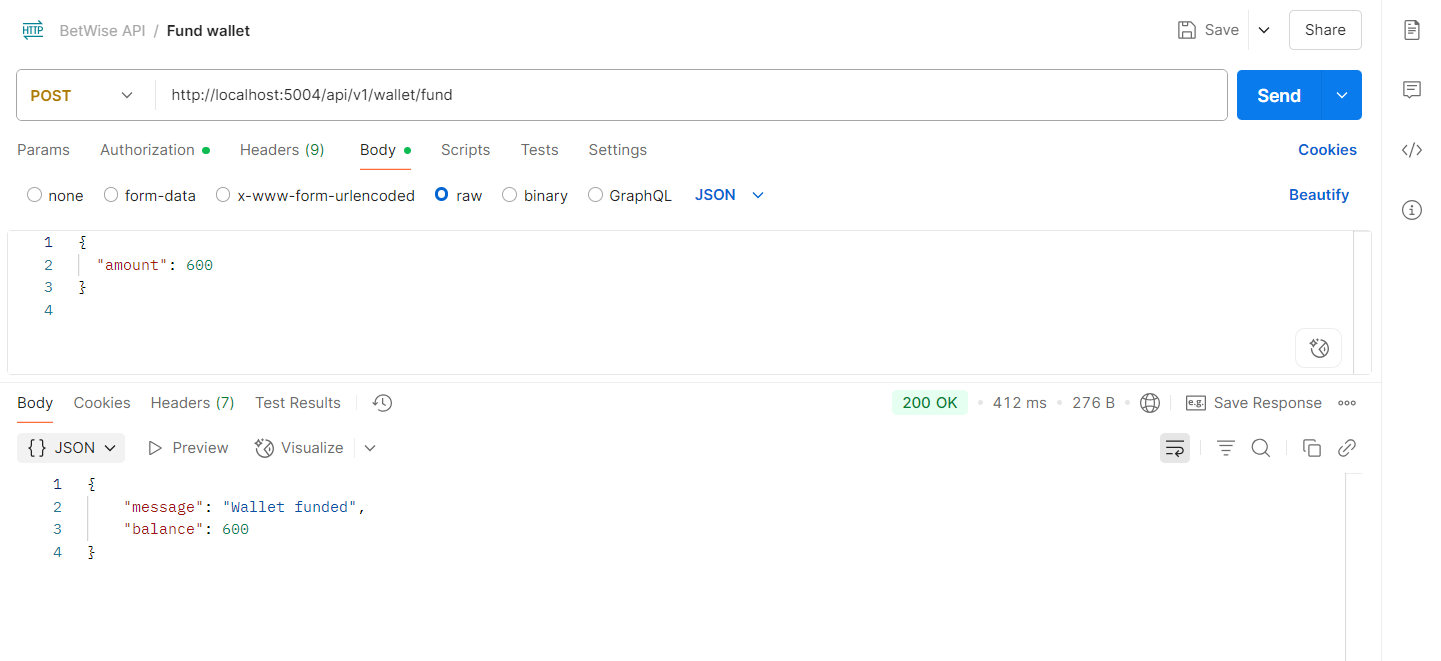 HTTP BetWise API / Fund wallet Save Share
POST http://localhost:5004/api/v1/wallet/fund Send
Params Authorization Headers (9) Body Scripts Tests Settings Cookies
none form-data x-www-form-urlencoded raw binary GraphQL JSON Beautify
1 {
2 "amount": 600
3 }
4
Body Cookies Headers (7) Test Results 200 OK • 412 ms • 276 B • e.g. Save Response
{} JSON Preview Visualize
1 {
2 "message": "Wallet funded",
3 "balance": 600
4 }